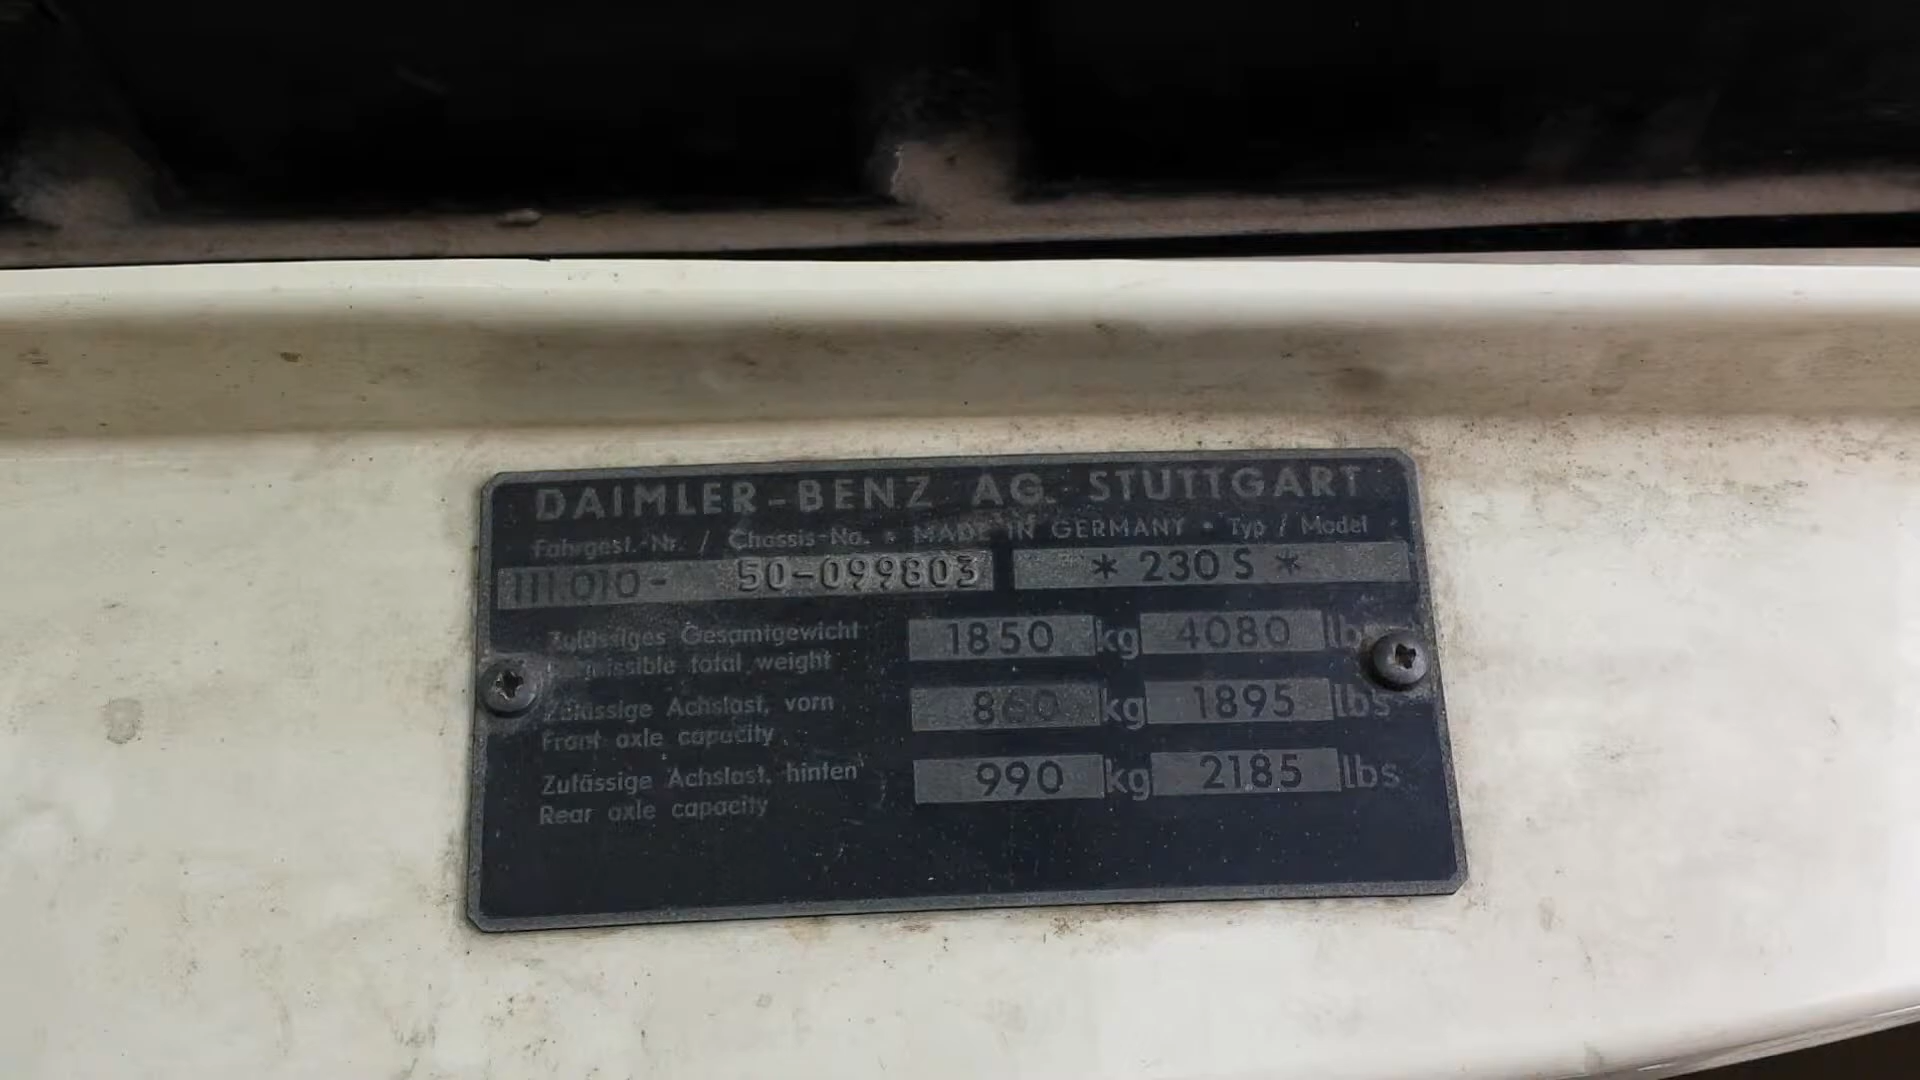 DAIMLER-BENZ AG. STUTTGART
Fahrgest.-Nr. / Chassis-No. • MADE IN GERMANY • Typ / Model
111.010- 50-099803 * 230 S *
Zulässiges Gesamtgewicht 1850 kg 4080 lbs
total weight
Zulässige Achslast, vorn 860 kg 1895 lbs
Front axle capacity
Zulässige Achslast, hinten 990 kg 2185 lbs
Rear axle capacity